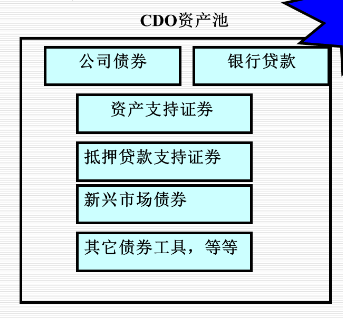 CDO资产池
公司债券
银行贷款
资产支持证券
抵押贷款支持证券
新兴市场债券
其它债券工具，等等